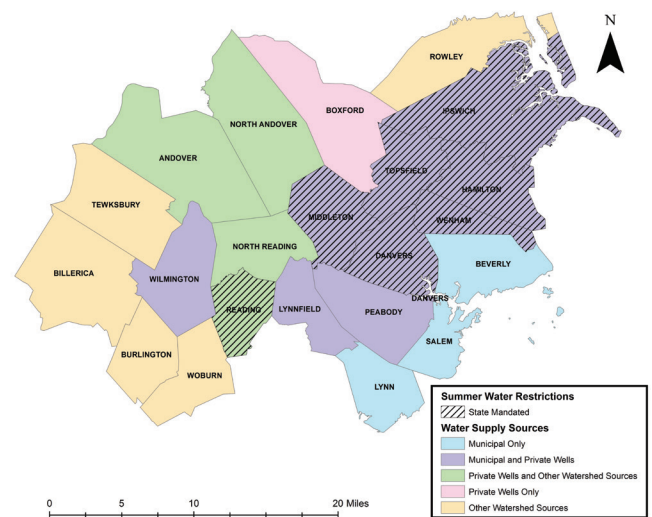 ROWLEY
BOXFORD
IPSWICH
NORTH ANDOVER
ANDOVER
TOPSFIELD
TEWKSBURY
HAMILTON
MIDDLETON
WENHAM
NORTH READING
DANVERS
BEVERLY
BILLERICA
WILMINGTON
DANVERS
READING
LYNNFIELD
PEABODY
SALEM
BURLINGTON
WOBURN
LYNN
Summer Water Restrictions
State Mandated
Water Supply Sources
Municipal Only
Municipal and Private Wells
Private Wells and Other Watershed Sources
Private Wells Only
Other Watershed Sources
0 5 10 20 Miles